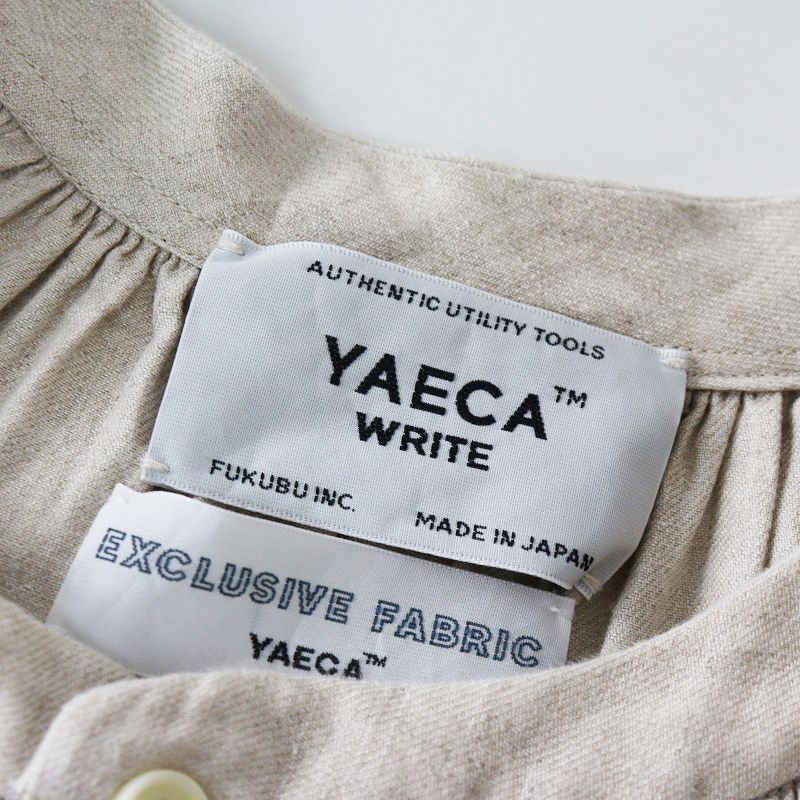 AUTHENTIC UTILITY TOOLS
YAECA™
WRITE
FUKUBU INC.
MADE IN JAPAN
EXCLUSIVE FABRIC
YAECA™